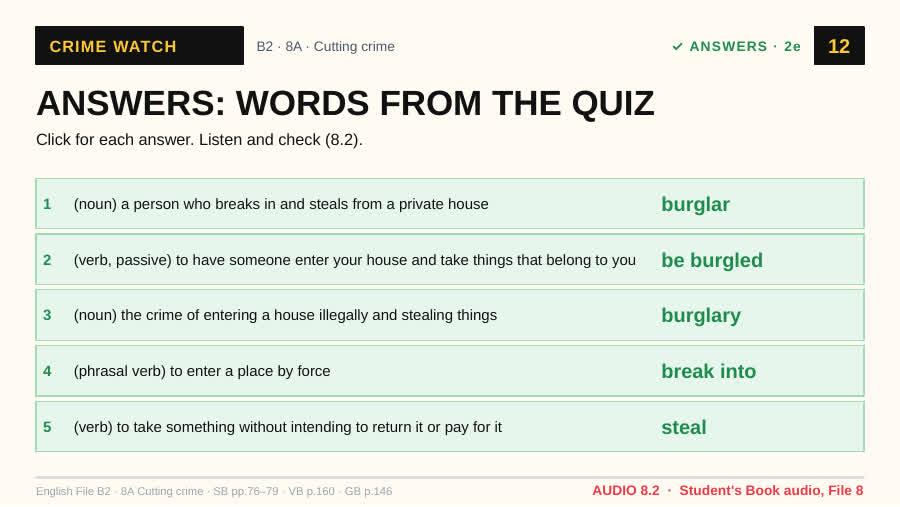 CRIME WATCH
B2 · 8A · Cutting crime
✓ ANSWERS · 2e
12
ANSWERS: WORDS FROM THE QUIZ
Click for each answer. Listen and check (8.2).
1 (noun) a person who breaks in and steals from a private house burglar
2 (verb, passive) to have someone enter your house and take things that belong to you be burgled
3 (noun) the crime of entering a house illegally and stealing things burglary
4 (phrasal verb) to enter a place by force break into
5 (verb) to take something without intending to return it or pay for it steal
English File B2 · 8A Cutting crime · SB pp.76–79 · VB p.160 · GB p.146
AUDIO 8.2 · Student's Book audio, File 8